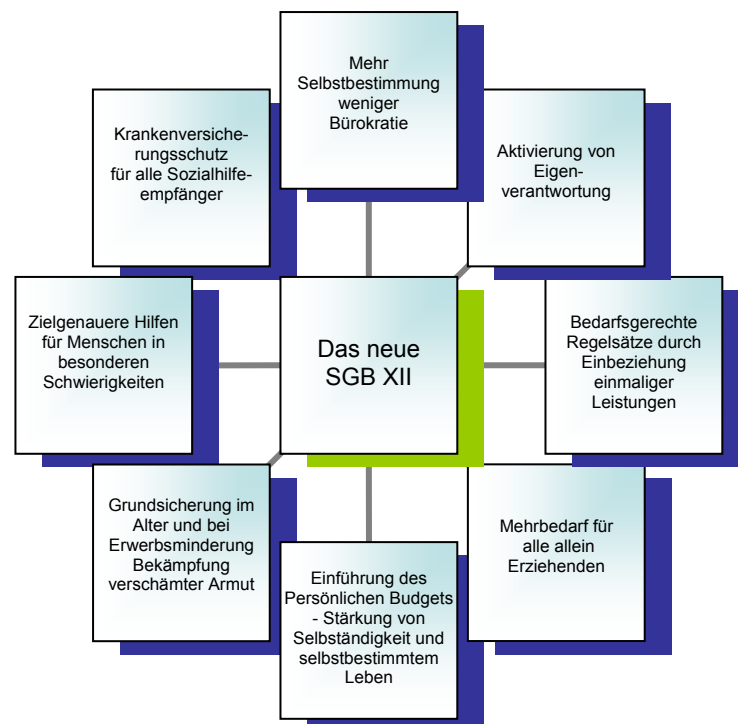 Mehr
Selbstbestimmung
weniger
Bürokratie
Aktivierung von
Eigen-
verantwortung
Bedarfsgerechte
Regelsätze durch
Einbeziehung
einmaliger
Leistungen
Mehrbedarf für
alle allein
Erziehenden
Einführung des
Persönlichen Budgets
- Stärkung von
Selbständigkeit und
selbstbestimmtem
Leben
Grundsicherung im
Alter und bei
Erwerbsminderung
Bekämpfung
verschämter Armut
Zielgenauere Hilfen
für Menschen in
besonderen
Schwierigkeiten
Krankenversiche-
rungsschutz
für alle Sozialhilfe-
empfänger
Das neue
SGB XII